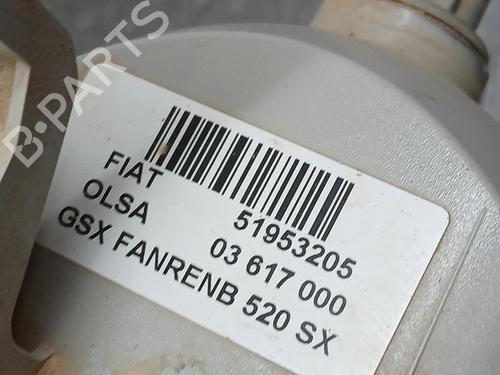 B-PARTS
FIAT 51953205
OLSA 03 617 000
GSX FANRENB 520 SX